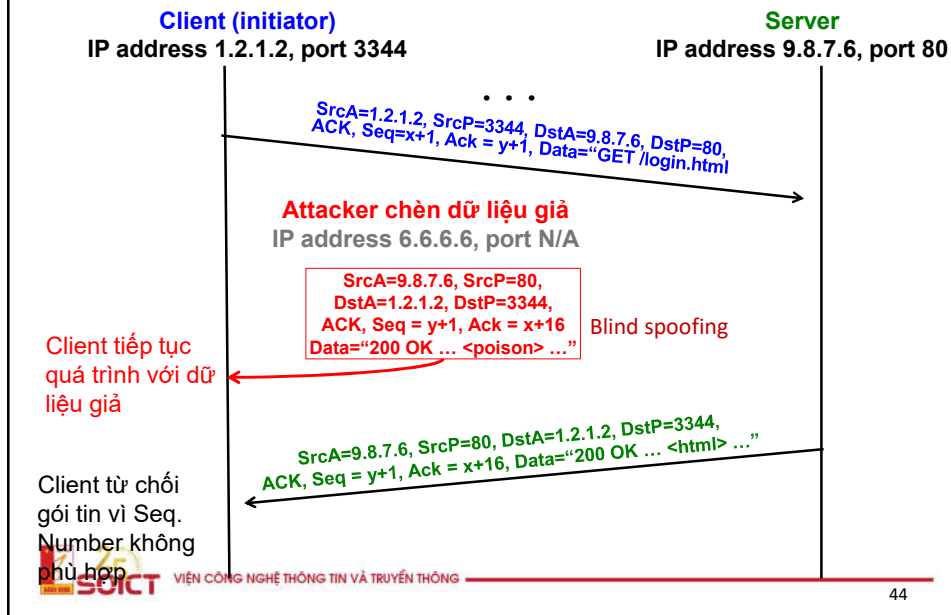 Client (initiator)
IP address 1.2.1.2, port 3344
Server
IP address 9.8.7.6, port 80
. . .
SrcA=1.2.1.2, SrcP=3344, DstA=9.8.7.6, DstP=80,
ACK, Seq=x+1, Ack = y+1, Data=“GET /login.html
Attacker chèn dữ liệu giả
IP address 6.6.6.6, port N/A
SrcA=9.8.7.6, SrcP=80,
DstA=1.2.1.2, DstP=3344,
ACK, Seq = y+1, Ack = x+16
Data=“200 OK … <poison> …”
Blind spoofing
Client tiếp tục
quá trình với dữ
liệu giả
SrcA=9.8.7.6, SrcP=80, DstA=1.2.1.2, DstP=3344,
ACK, Seq = y+1, Ack = x+16, Data=“200 OK … <html> …”
Client từ chối
gói tin vì Seq.
Number không
phù hợp
25
SOICT
VIỆN CÔNG NGHỆ THÔNG TIN VÀ TRUYỀN THÔNG
44